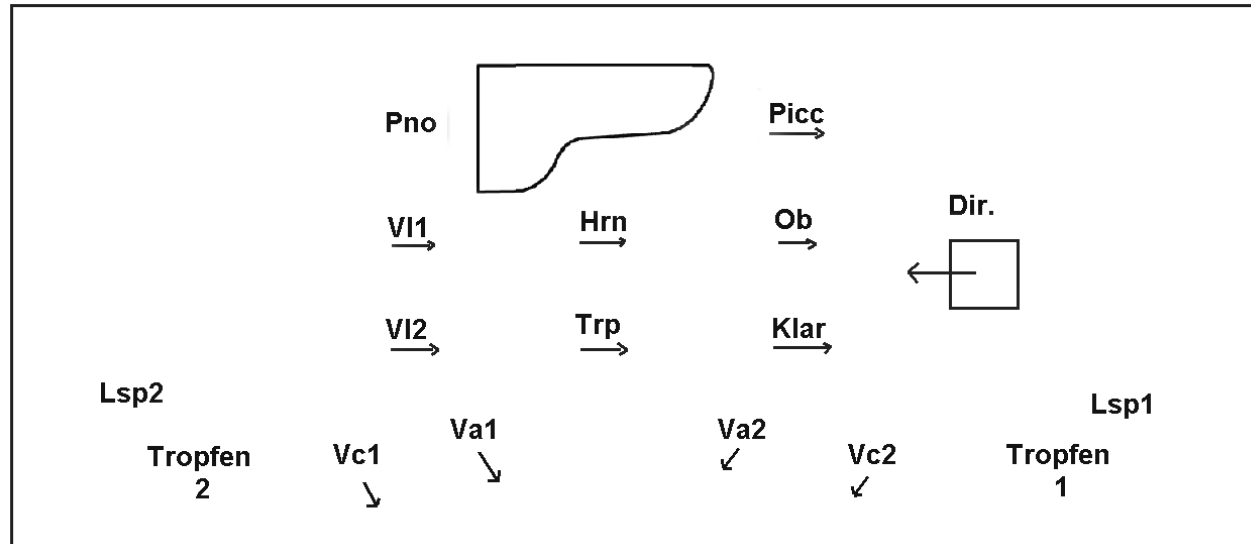 Pno
Picc
Vl1
Hrn
Ob
Dir.
Vl2
Trp
Klar
Lsp2
Lsp1
Va1
Va2
Tropfen
2
Vc1
Vc2
Tropfen
1